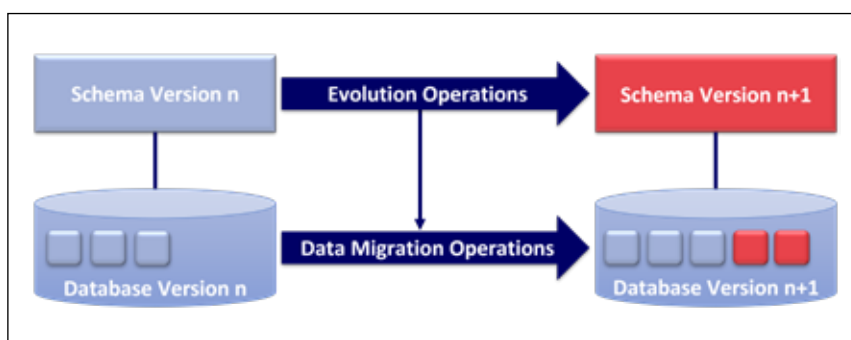 Schema Version n
Evolution Operations
Schema Version n+1
Data Migration Operations
Database Version n
Database Version n+1